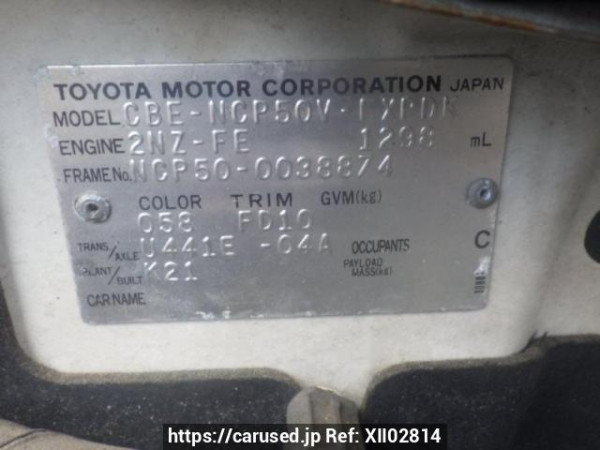 TOYOTA MOTOR CORPORATION JAPAN
MODEL CBE-NCP50V-
ENGINE 2NZ-FE 1298 mL
FRAME No. NCP50-0038874
COLOR TRIM GVM(kg)
058 FD10
TRANS/AXLE U441E -04A OCCUPANTS C
PLANT/BUILT K21 PAYLOAD MASS(kg)
CAR NAME
https://carused.jp Ref: XII02814